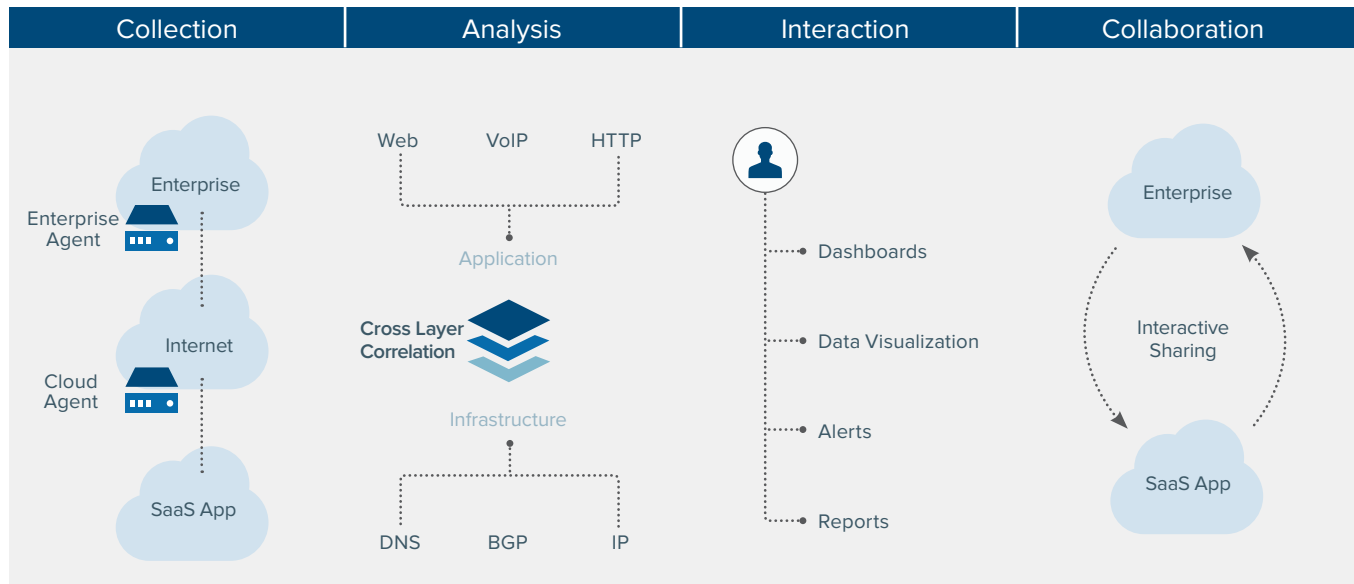 Collection
Analysis
Interaction
Collaboration
Enterprise
Enterprise
Agent
Internet
Cloud
Agent
SaaS App
Web
VoIP
HTTP
Application
Cross Layer
Correlation
Infrastructure
DNS
BGP
IP
Dashboards
Data Visualization
Alerts
Reports
Enterprise
Interactive
Sharing
SaaS App